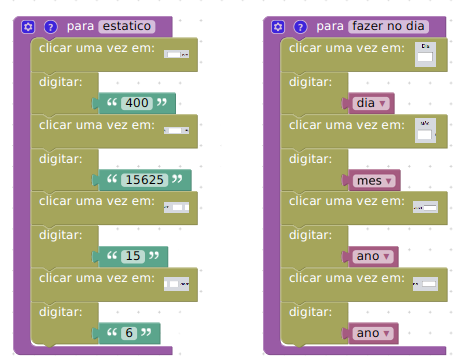 ? para estatico
clicar uma vez em:
digitar:
“ 400 ”
clicar uma vez em:
digitar:
“ 15625 ”
clicar uma vez em:
digitar:
“ 15 ”
clicar uma vez em:
digitar:
“ 6 ”
? para fazer no dia
clicar uma vez em:
Dia
digitar:
dia
clicar uma vez em:
digitar:
mes
clicar uma vez em:
digitar:
ano
clicar uma vez em:
digitar:
ano